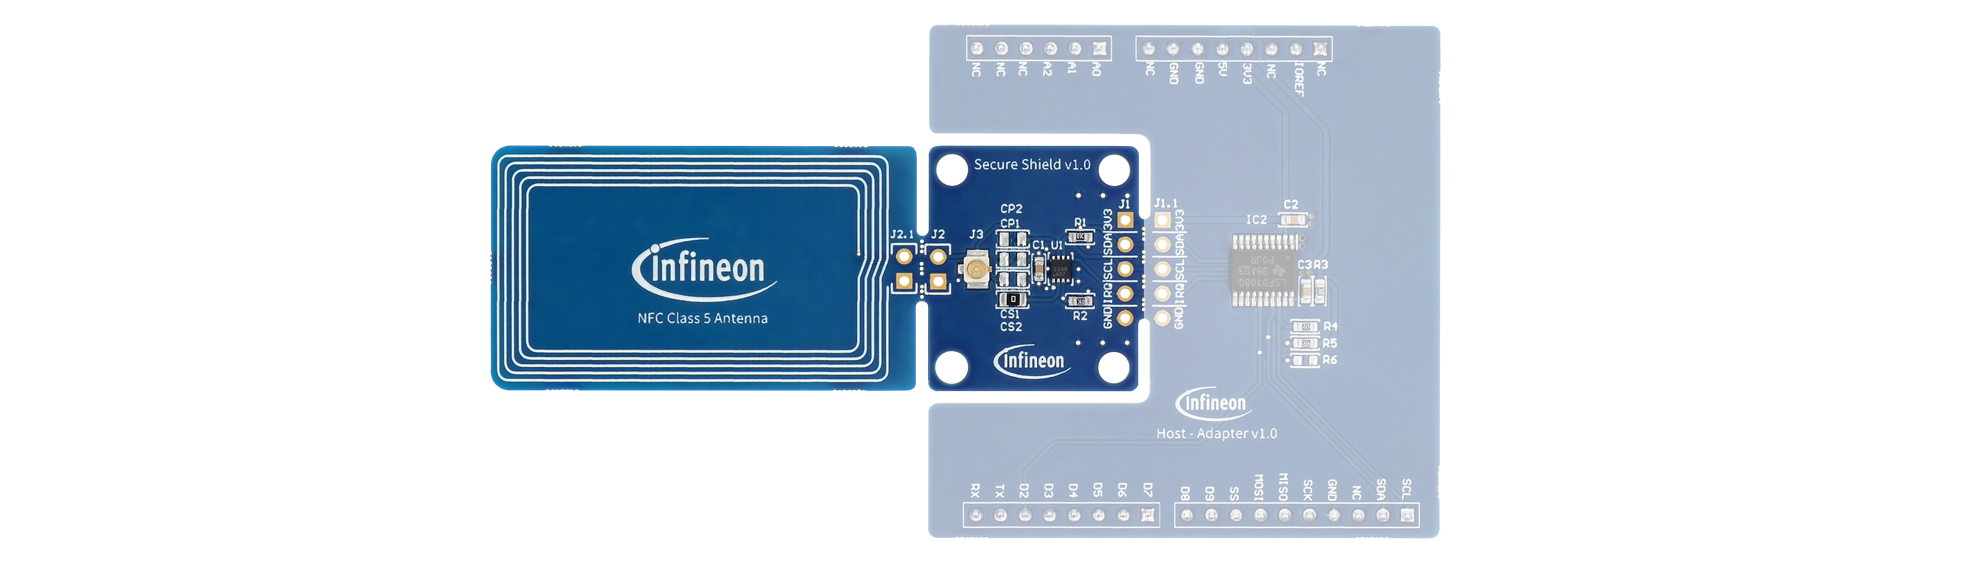 NC NC NC A2 A1 A0
NC GND GND 5V 3V3 NC IOREF NC
Secure Shield v1.0
CP2
CP1
J2.1 J2 J3 C1 U1 R1 J1 J1.1
3V3 SDA SCL IRQ GND
3V3 SDA SCL IRQ GND
R2
CS1
CS2
0
infineon
NFC Class 5 Antenna
infineon
C2
IC2
LSF0108Q
C3 R3
R4
R5
R6
infineon
Host - Adapter v1.0
RX TX D2 D3 D4 D5 D6 D7
D8 D9 SS MOSI MISO SCK GND NC SDA SCL